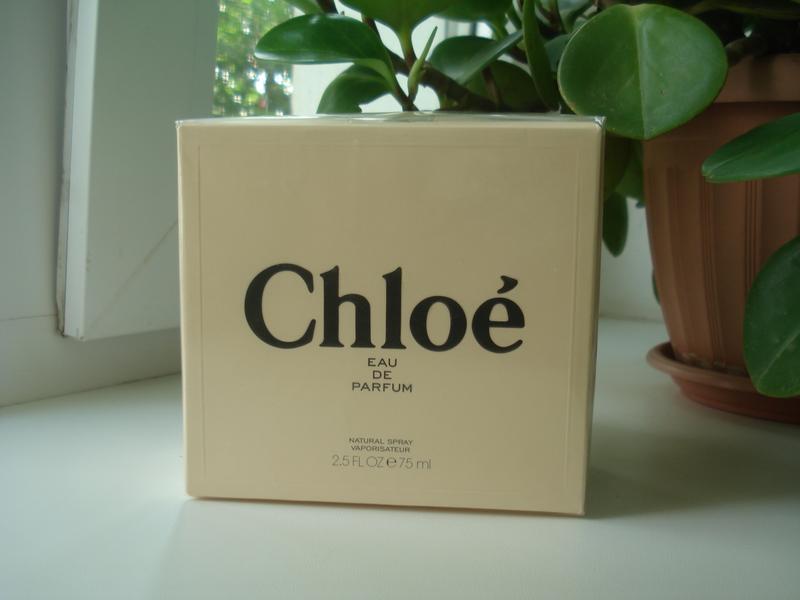 Chloé
EAU
DE
PARFUM
NATURAL SPRAY
VAPORISATEUR
2.5 FL OZ ℮ 75 ml